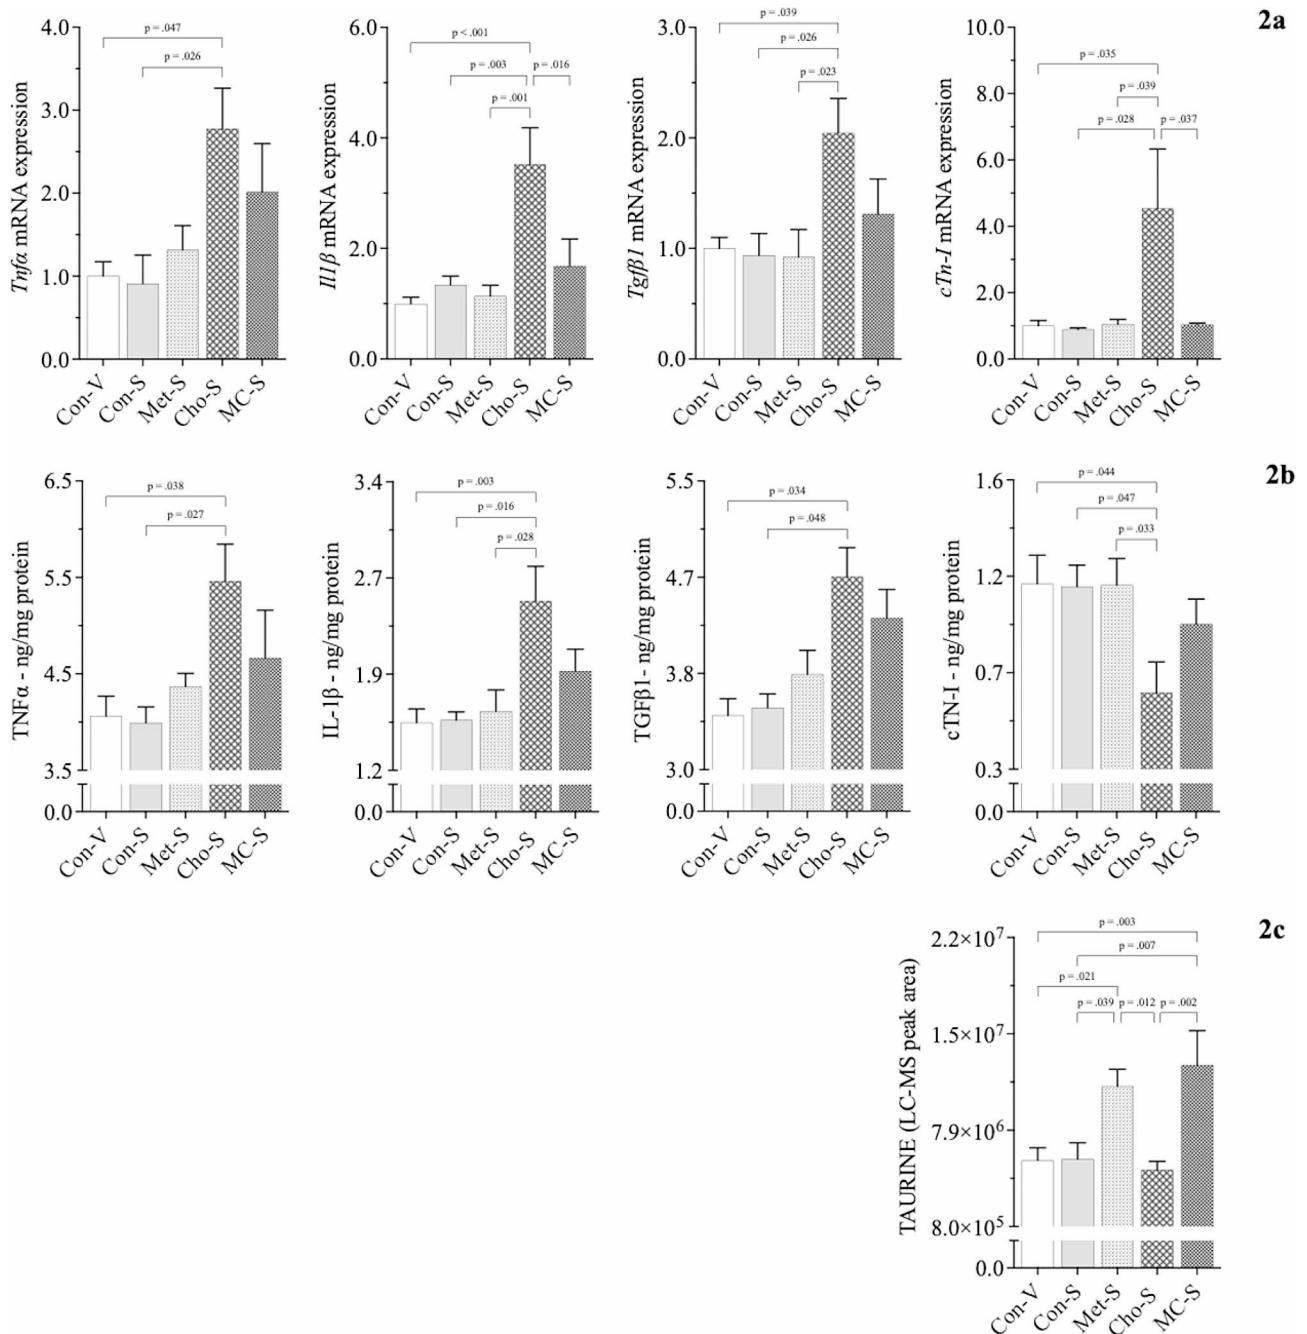 2a
Tnfα mRNA expression
4.0
3.0
2.0
1.0
0.0
p = .047
p = .026
Con-V
Con-S
Met-S
Cho-S
MC-S
Il1β mRNA expression
6.0
4.0
2.0
0.0
p < .001
p = .003
p = .016
p = .001
Con-V
Con-S
Met-S
Cho-S
MC-S
Tgfβ1 mRNA expression
3.0
2.0
1.0
0.0
p = .039
p = .026
p = .023
Con-V
Con-S
Met-S
Cho-S
MC-S
cTn-I mRNA expression
10.0
8.0
6.0
4.0
2.0
0.0
p = .035
p = .039
p = .028
p = .037
Con-V
Con-S
Met-S
Cho-S
MC-S
2b
TNFα - ng/mg protein
6.5
5.5
4.5
3.5
0.0
p = .038
p = .027
Con-V
Con-S
Met-S
Cho-S
MC-S
IL-1β - ng/mg protein
3.4
2.7
1.9
1.2
0.0
p = .003
p = .016
p = .028
Con-V
Con-S
Met-S
Cho-S
MC-S
TGFβ1- ng/mg protein
5.5
4.7
3.8
3.0
0.0
p = .034
p = .048
Con-V
Con-S
Met-S
Cho-S
MC-S
cTN-I - ng/mg protein
1.6
1.2
0.7
0.3
0.0
p = .044
p = .047
p = .033
Con-V
Con-S
Met-S
Cho-S
MC-S
2c
TAURINE (LC-MS peak area)
2.2×10⁷
1.5×10⁷
7.9×10⁶
8.0×10⁵
0.0
p = .003
p = .007
p = .021
p = .039
p = .012
p = .002
Con-V
Con-S
Met-S
Cho-S
MC-S